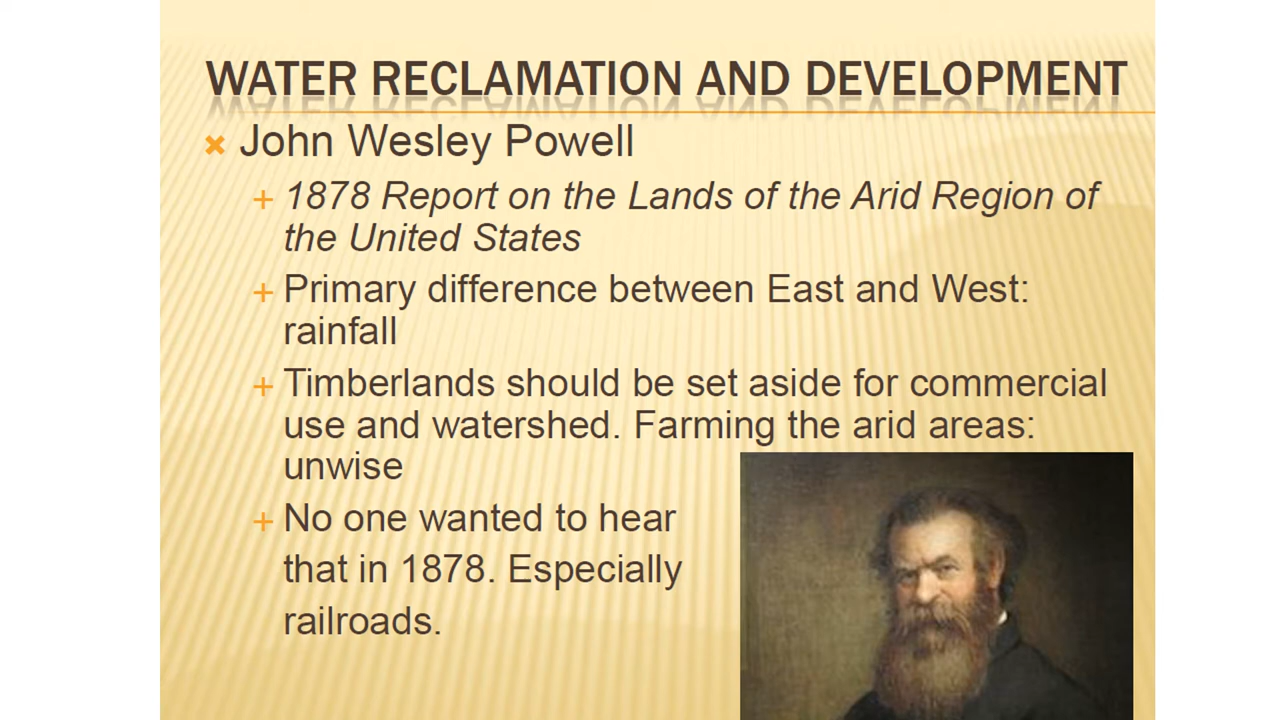 WATER RECLAMATION AND DEVELOPMENT
John Wesley Powell
1878 Report on the Lands of the Arid Region of
the United States
Primary difference between East and West:
rainfall
Timberlands should be set aside for commercial
use and watershed. Farming the arid areas:
unwise
No one wanted to hear
that in 1878. Especially
railroads.